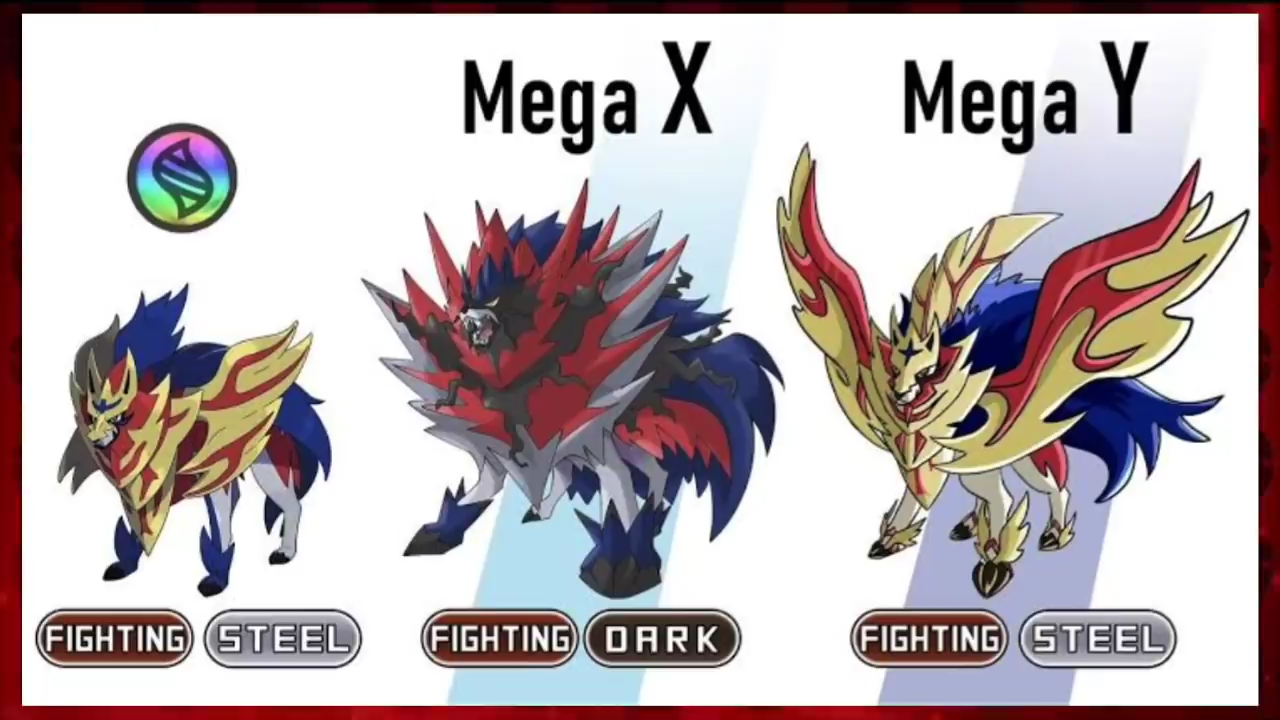 Mega X
Mega Y
FIGHTING STEEL
FIGHTING DARK
FIGHTING STEEL